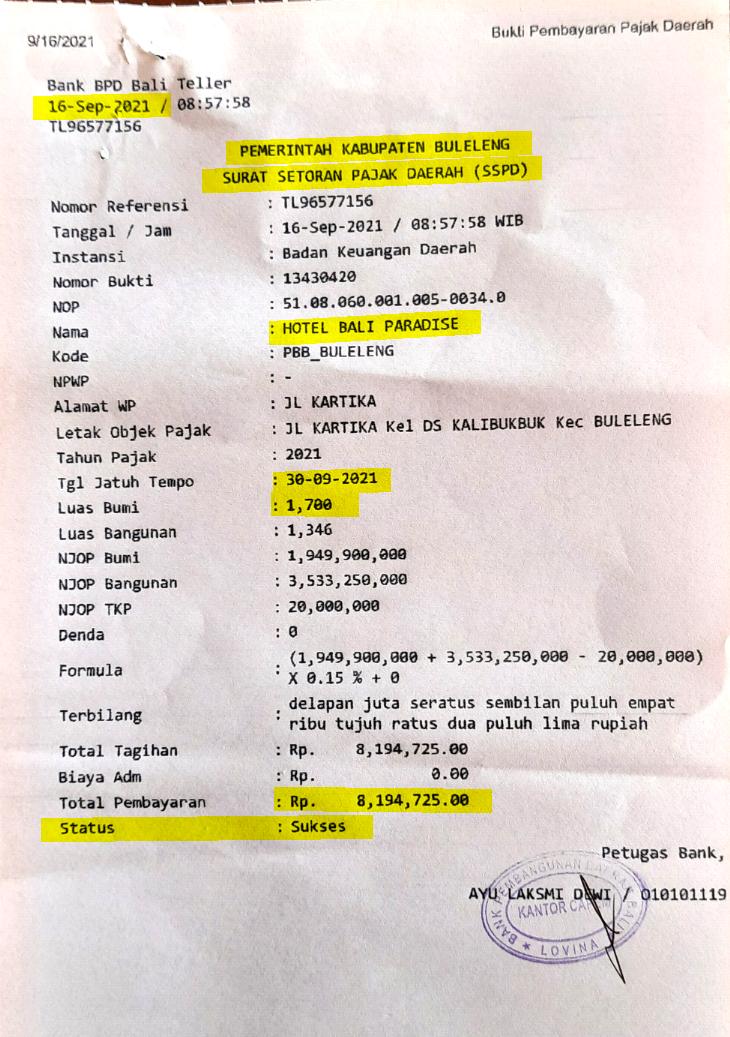 9/16/2021
Bukti Pembayaran Pajak Daerah
Bank BPD Bali Teller
16-Sep-2021 / 08:57:58
TL96577156
PEMERINTAH KABUPATEN BULELENG
SURAT SETORAN PAJAK DAERAH (SSPD)
Nomor Referensi : TL96577156
Tanggal / Jam : 16-Sep-2021 / 08:57:58 WIB
Instansi : Badan Keuangan Daerah
Nomor Bukti : 13430420
NOP : 51.08.060.001.005-0034.0
Nama : HOTEL BALI PARADISE
Kode : PBB_BULELENG
NPWP : -
Alamat WP : JL KARTIKA
Letak Objek Pajak : JL KARTIKA Kel DS KALIBUKBUK Kec BULELENG
Tahun Pajak : 2021
Tgl Jatuh Tempo : 30-09-2021
Luas Bumi : 1,700
Luas Bangunan : 1,346
NJOP Bumi : 1,949,900,000
NJOP Bangunan : 3,533,250,000
NJOP TKP : 20,000,000
Denda : 0
Formula : (1,949,900,000 + 3,533,250,000 - 20,000,000)
X 0.15 % + 0
Terbilang : delapan juta seratus sembilan puluh empat
ribu tujuh ratus dua puluh lima rupiah
Total Tagihan : Rp. 8,194,725.00
Biaya Adm : Rp. 0.00
Total Pembayaran : Rp. 8,194,725.00
Status : Sukses
Petugas Bank,
AYU LAKSMI DEWI / 010101119
BANK PEMBANGUNAN DAERAH BALI
KANTOR
LOVINA